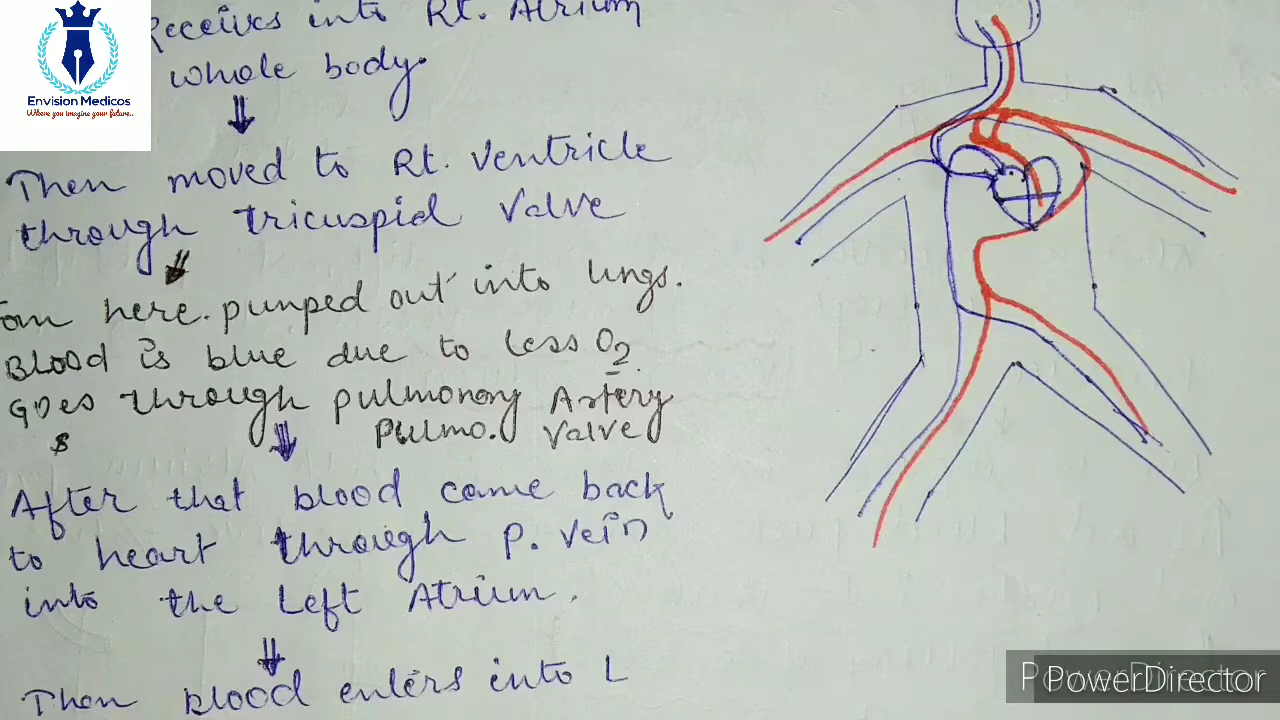 Receives into Rt. Atrium
whole body.
Envision Medicos
Where you imagine your future..
Then moved to Rt. Ventricle
through tricuspid Valve
here. pumped out into lungs.
Blood is blue due to less O2.
Goes through pulmonary Artery
Pulmo. Valve
After that blood came back
to heart through P. Vein
into the Left Atrium.
Then Blood enters into L
PowerDirector